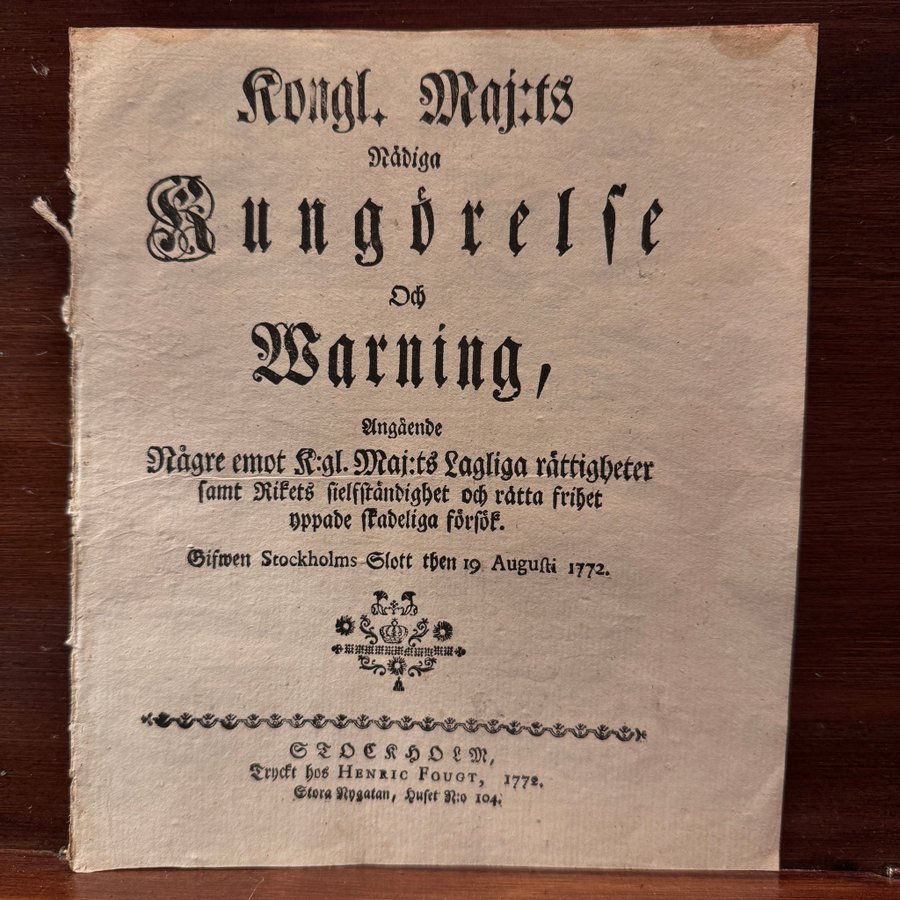 Kongl. Maj:ts
Nådiga
Kungörelse
Och
Warning,
Angående
Någre emot K:gl. Maj:ts Lagliga rättigheter
samt Rikets sielfständighet och rätta frihet
yppade skadeliga försök.
Gifwen Stockholms Slott then 19 Augusti 1772.
STOCKHOLM,
Tryckt hos HENRIC FOUGT, 1772.
Stora Nygatan, Huset N:o 104.